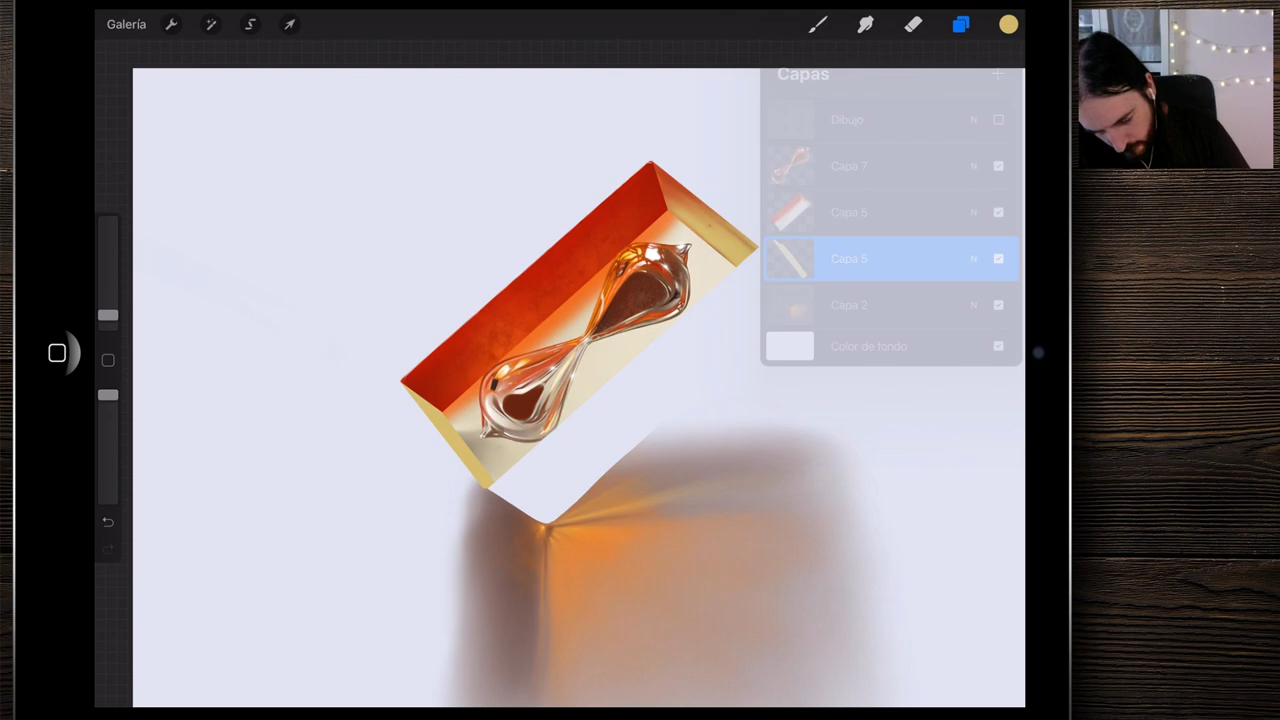 Galería
Capas
Dibujo N
Capa 7 N
Capa 5 N
Capa 5 N
Capa 2 N
Color de fondo